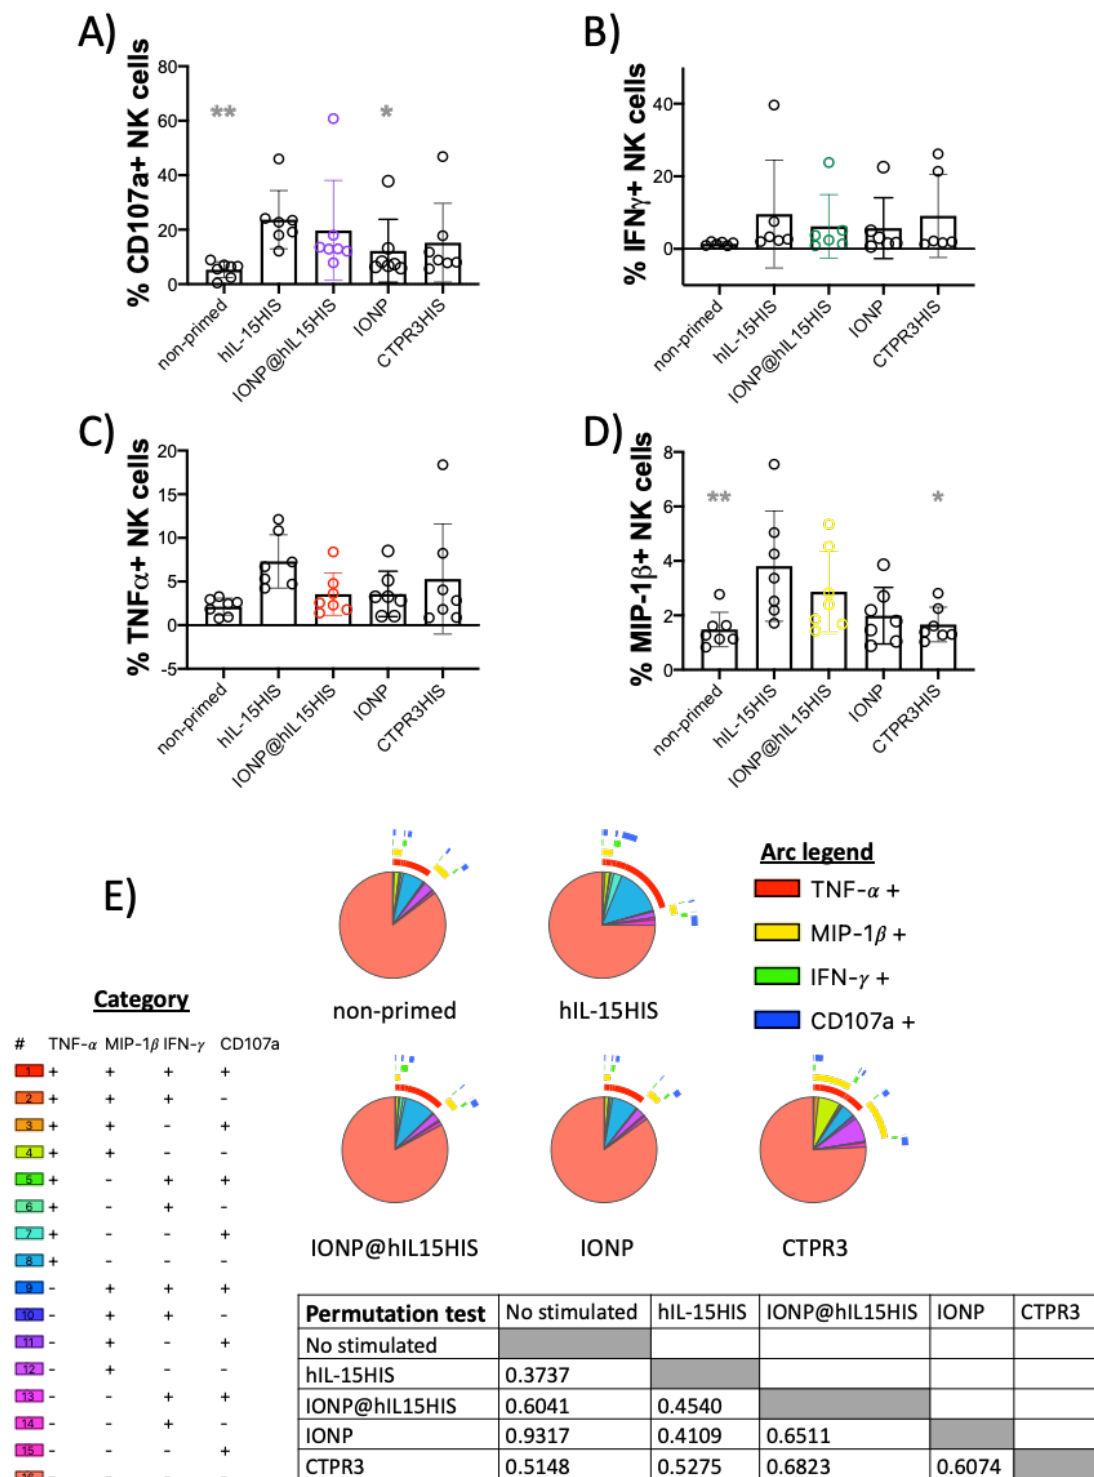 A)
% CD107a+ NK cells
80
60
40
20
0
** *
non-primed
hIL-15HIS
IONP@hIL15HIS
IONP
CTPR3HIS
B)
% IFNγ+ NK cells
40
20
0
non-primed
hIL-15HIS
IONP@hIL15HIS
IONP
CTPR3HIS
C)
% TNFα+ NK cells
20
15
10
5
0
-5
non-primed
hIL-15HIS
IONP@hIL15HIS
IONP
CTPR3HIS
D)
% MIP-1β+ NK cells
8
6
4
2
0
** *
non-primed
hIL-15HIS
IONP@hIL15HIS
IONP
CTPR3HIS
E)
non-primed
hIL-15HIS
IONP@hIL15HIS
IONP
CTPR3
Arc legend
TNF-α +
MIP-1β +
IFN-γ +
CD107a +
Category
# TNF-α MIP-1β IFN-γ CD107a
1 + + + +
2 + + + -
3 + + - +
4 + + - -
5 + - + +
6 + - + -
7 + - - +
8 + - - -
9 - + + +
10 - + + -
11 - + - +
12 - + - -
13 - - + +
14 - - + -
15 - - - +
Permutation test No stimulated hIL-15HIS IONP@hIL15HIS IONP CTPR3
No stimulated
hIL-15HIS 0.3737
IONP@hIL15HIS 0.6041 0.4540
IONP 0.9317 0.4109 0.6511
CTPR3 0.5148 0.5275 0.6823 0.6074